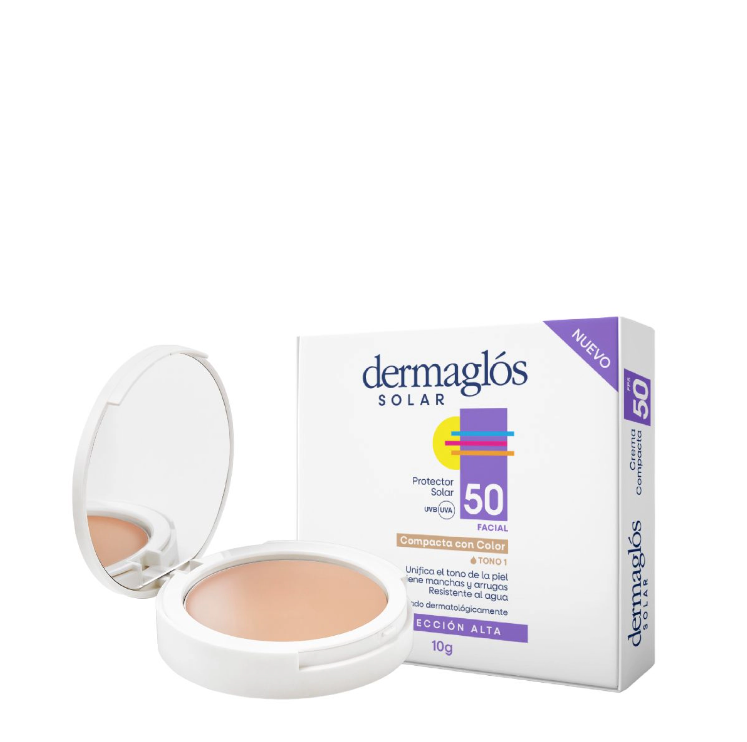 dermaglós
SOLAR
NUEVO
Protector
Solar
UVB UVA
50
FACIAL
Compacta con Color
TONO 1
Unifica el tono de la piel
manchas y arrugas
Resistente al agua
dermatológicamente
ALTA
10g
FPS
50
Crema
Compacta
dermaglós
SOLAR